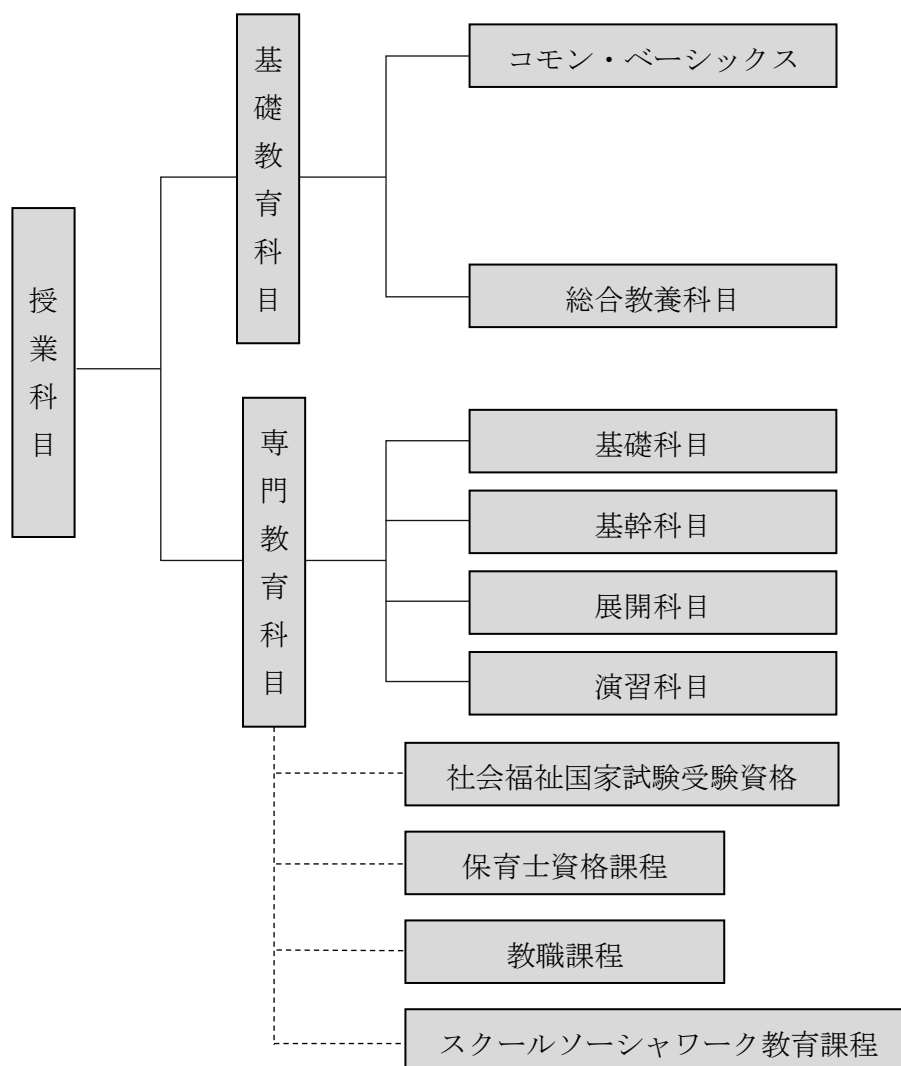 授業科目
基礎教育科目
コモン・ベーシックス
総合教養科目
専門教育科目
基礎科目
基幹科目
展開科目
演習科目
社会福祉国家試験受験資格
保育士資格課程
教職課程
スクールソーシャワーク教育課程